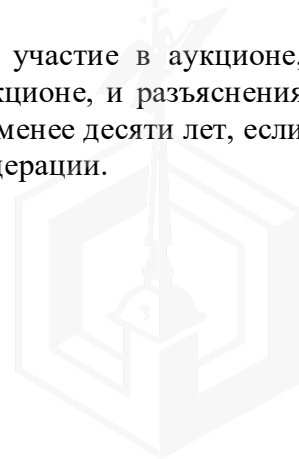 участие в аукционе,
кционе, и разъяснения
менее десяти лет, если
дерации.